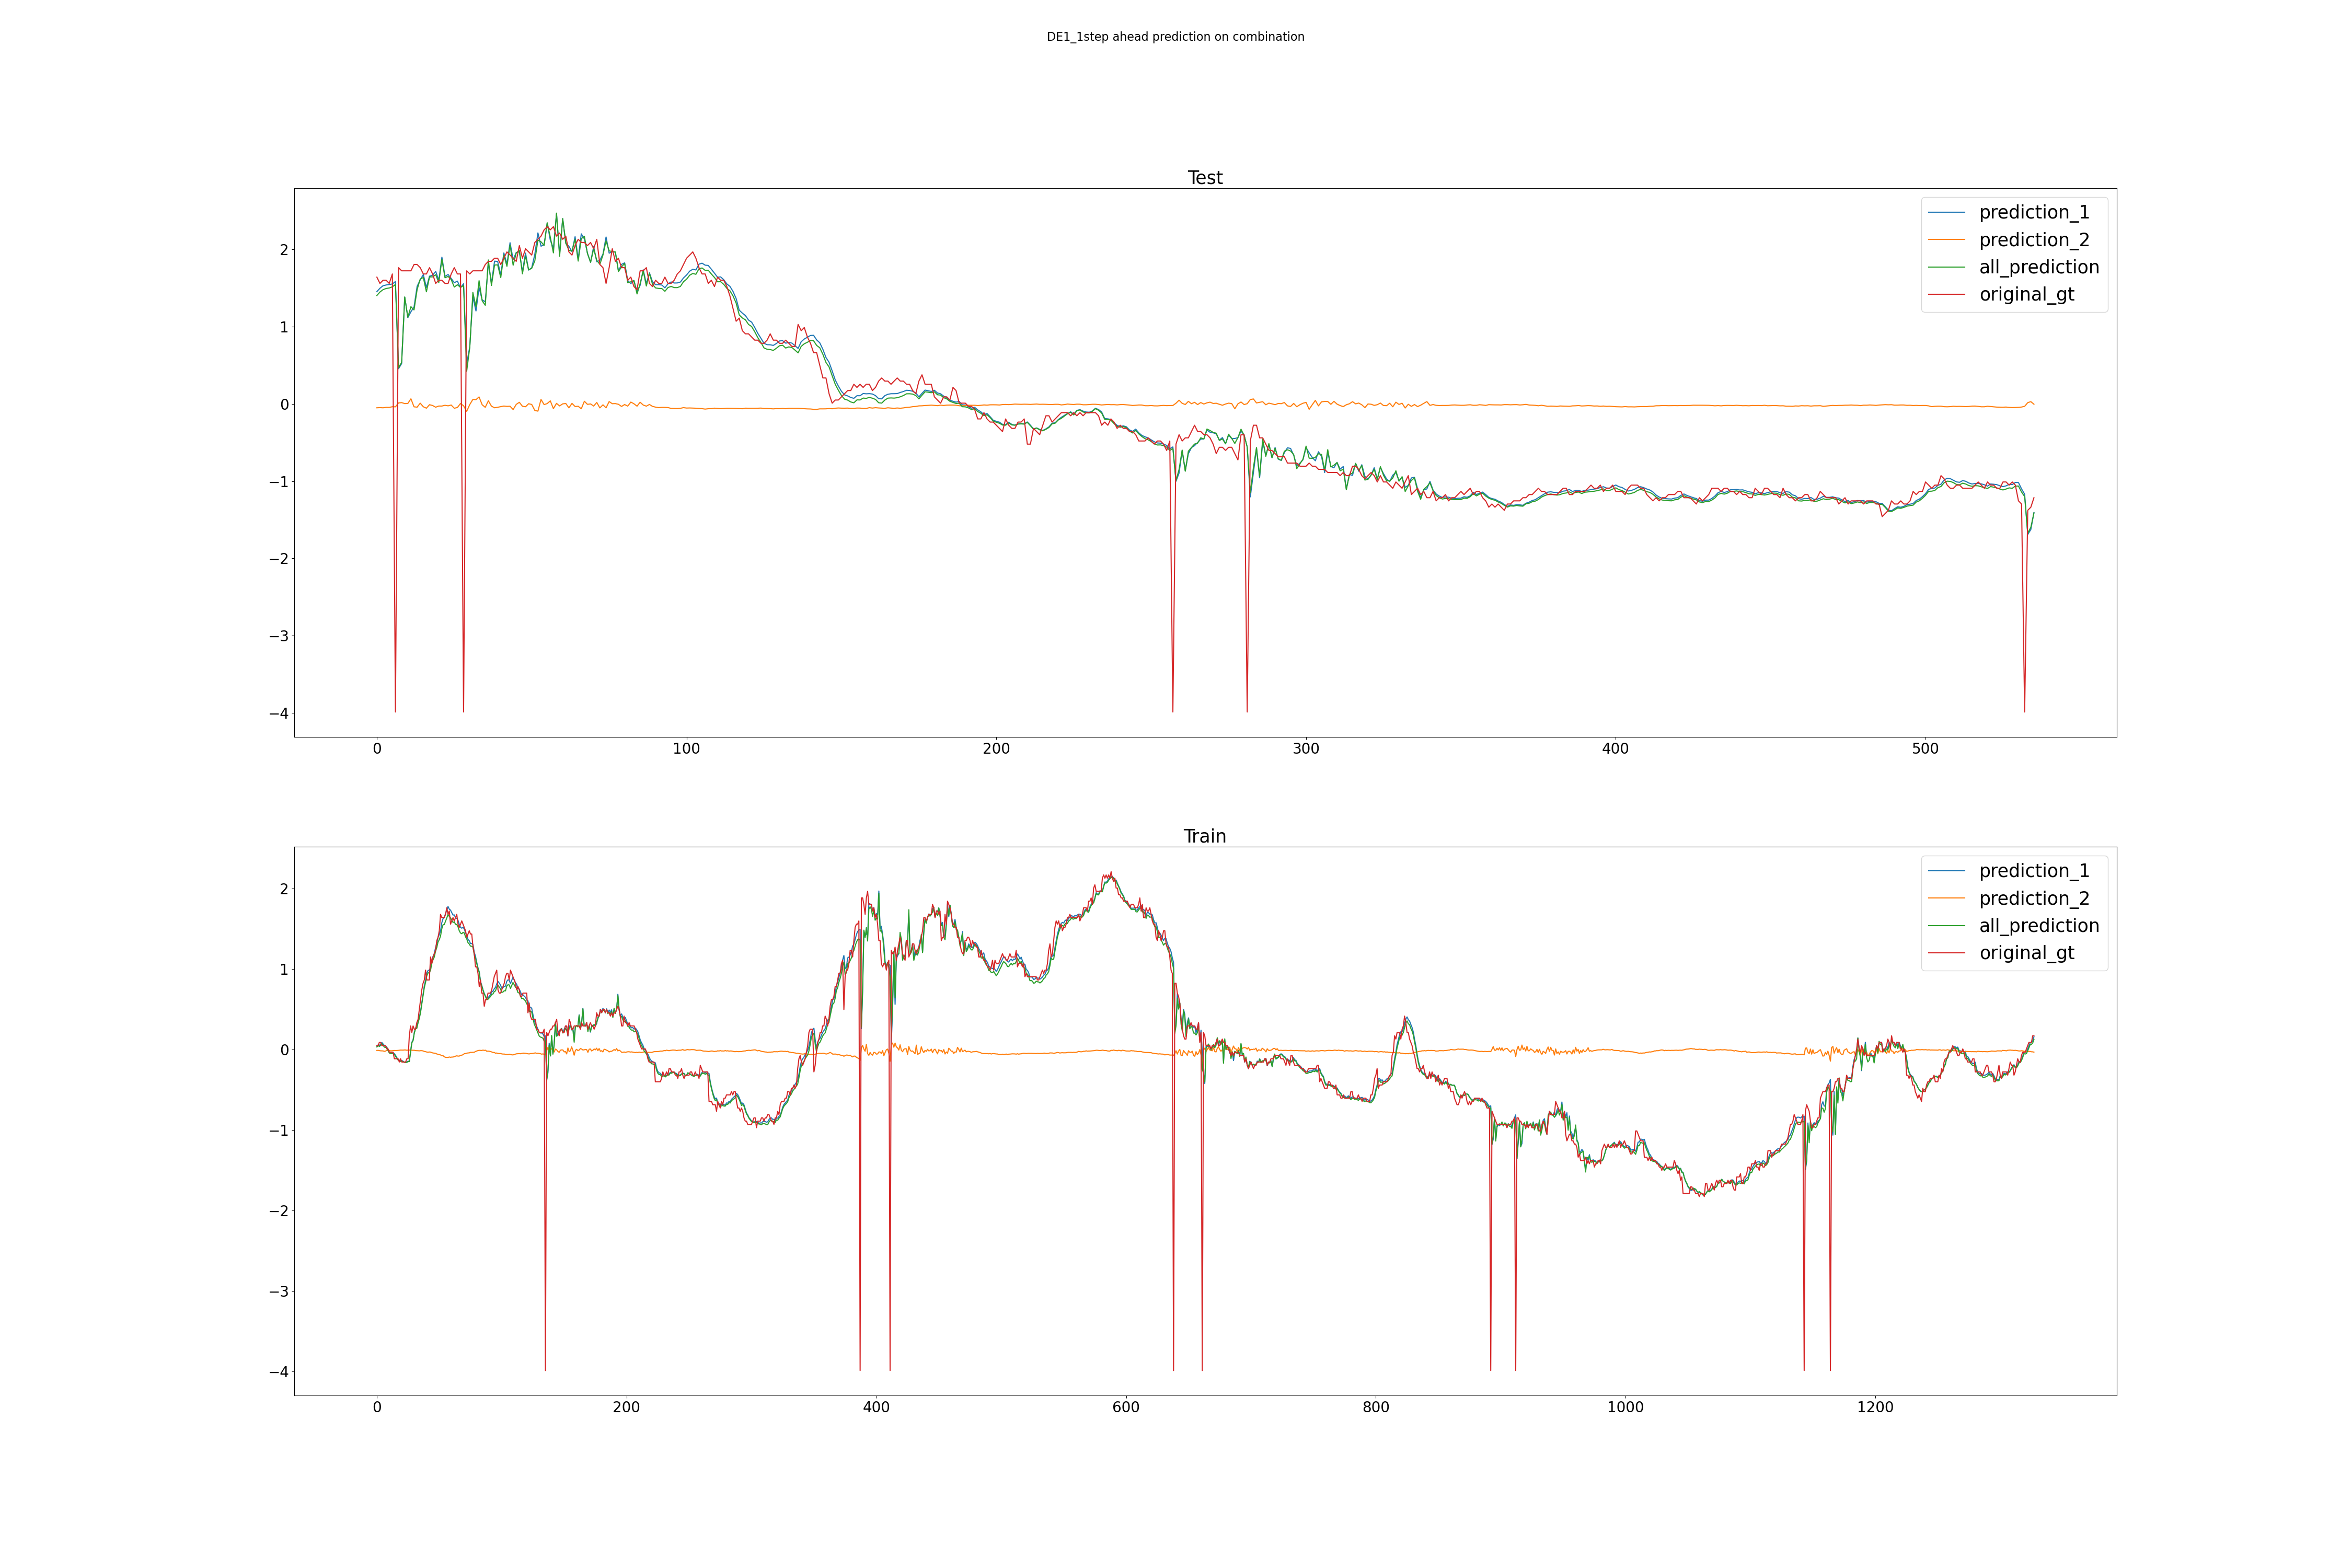 DE1_1step ahead prediction on combination
Test
prediction_1
prediction_2
all_prediction
original_gt
2
1
0
−1
−2
−3
−4
0 100 200 300 400 500
Train
prediction_1
prediction_2
all_prediction
original_gt
2
1
0
−1
−2
−3
−4
0 200 400 600 800 1000 1200